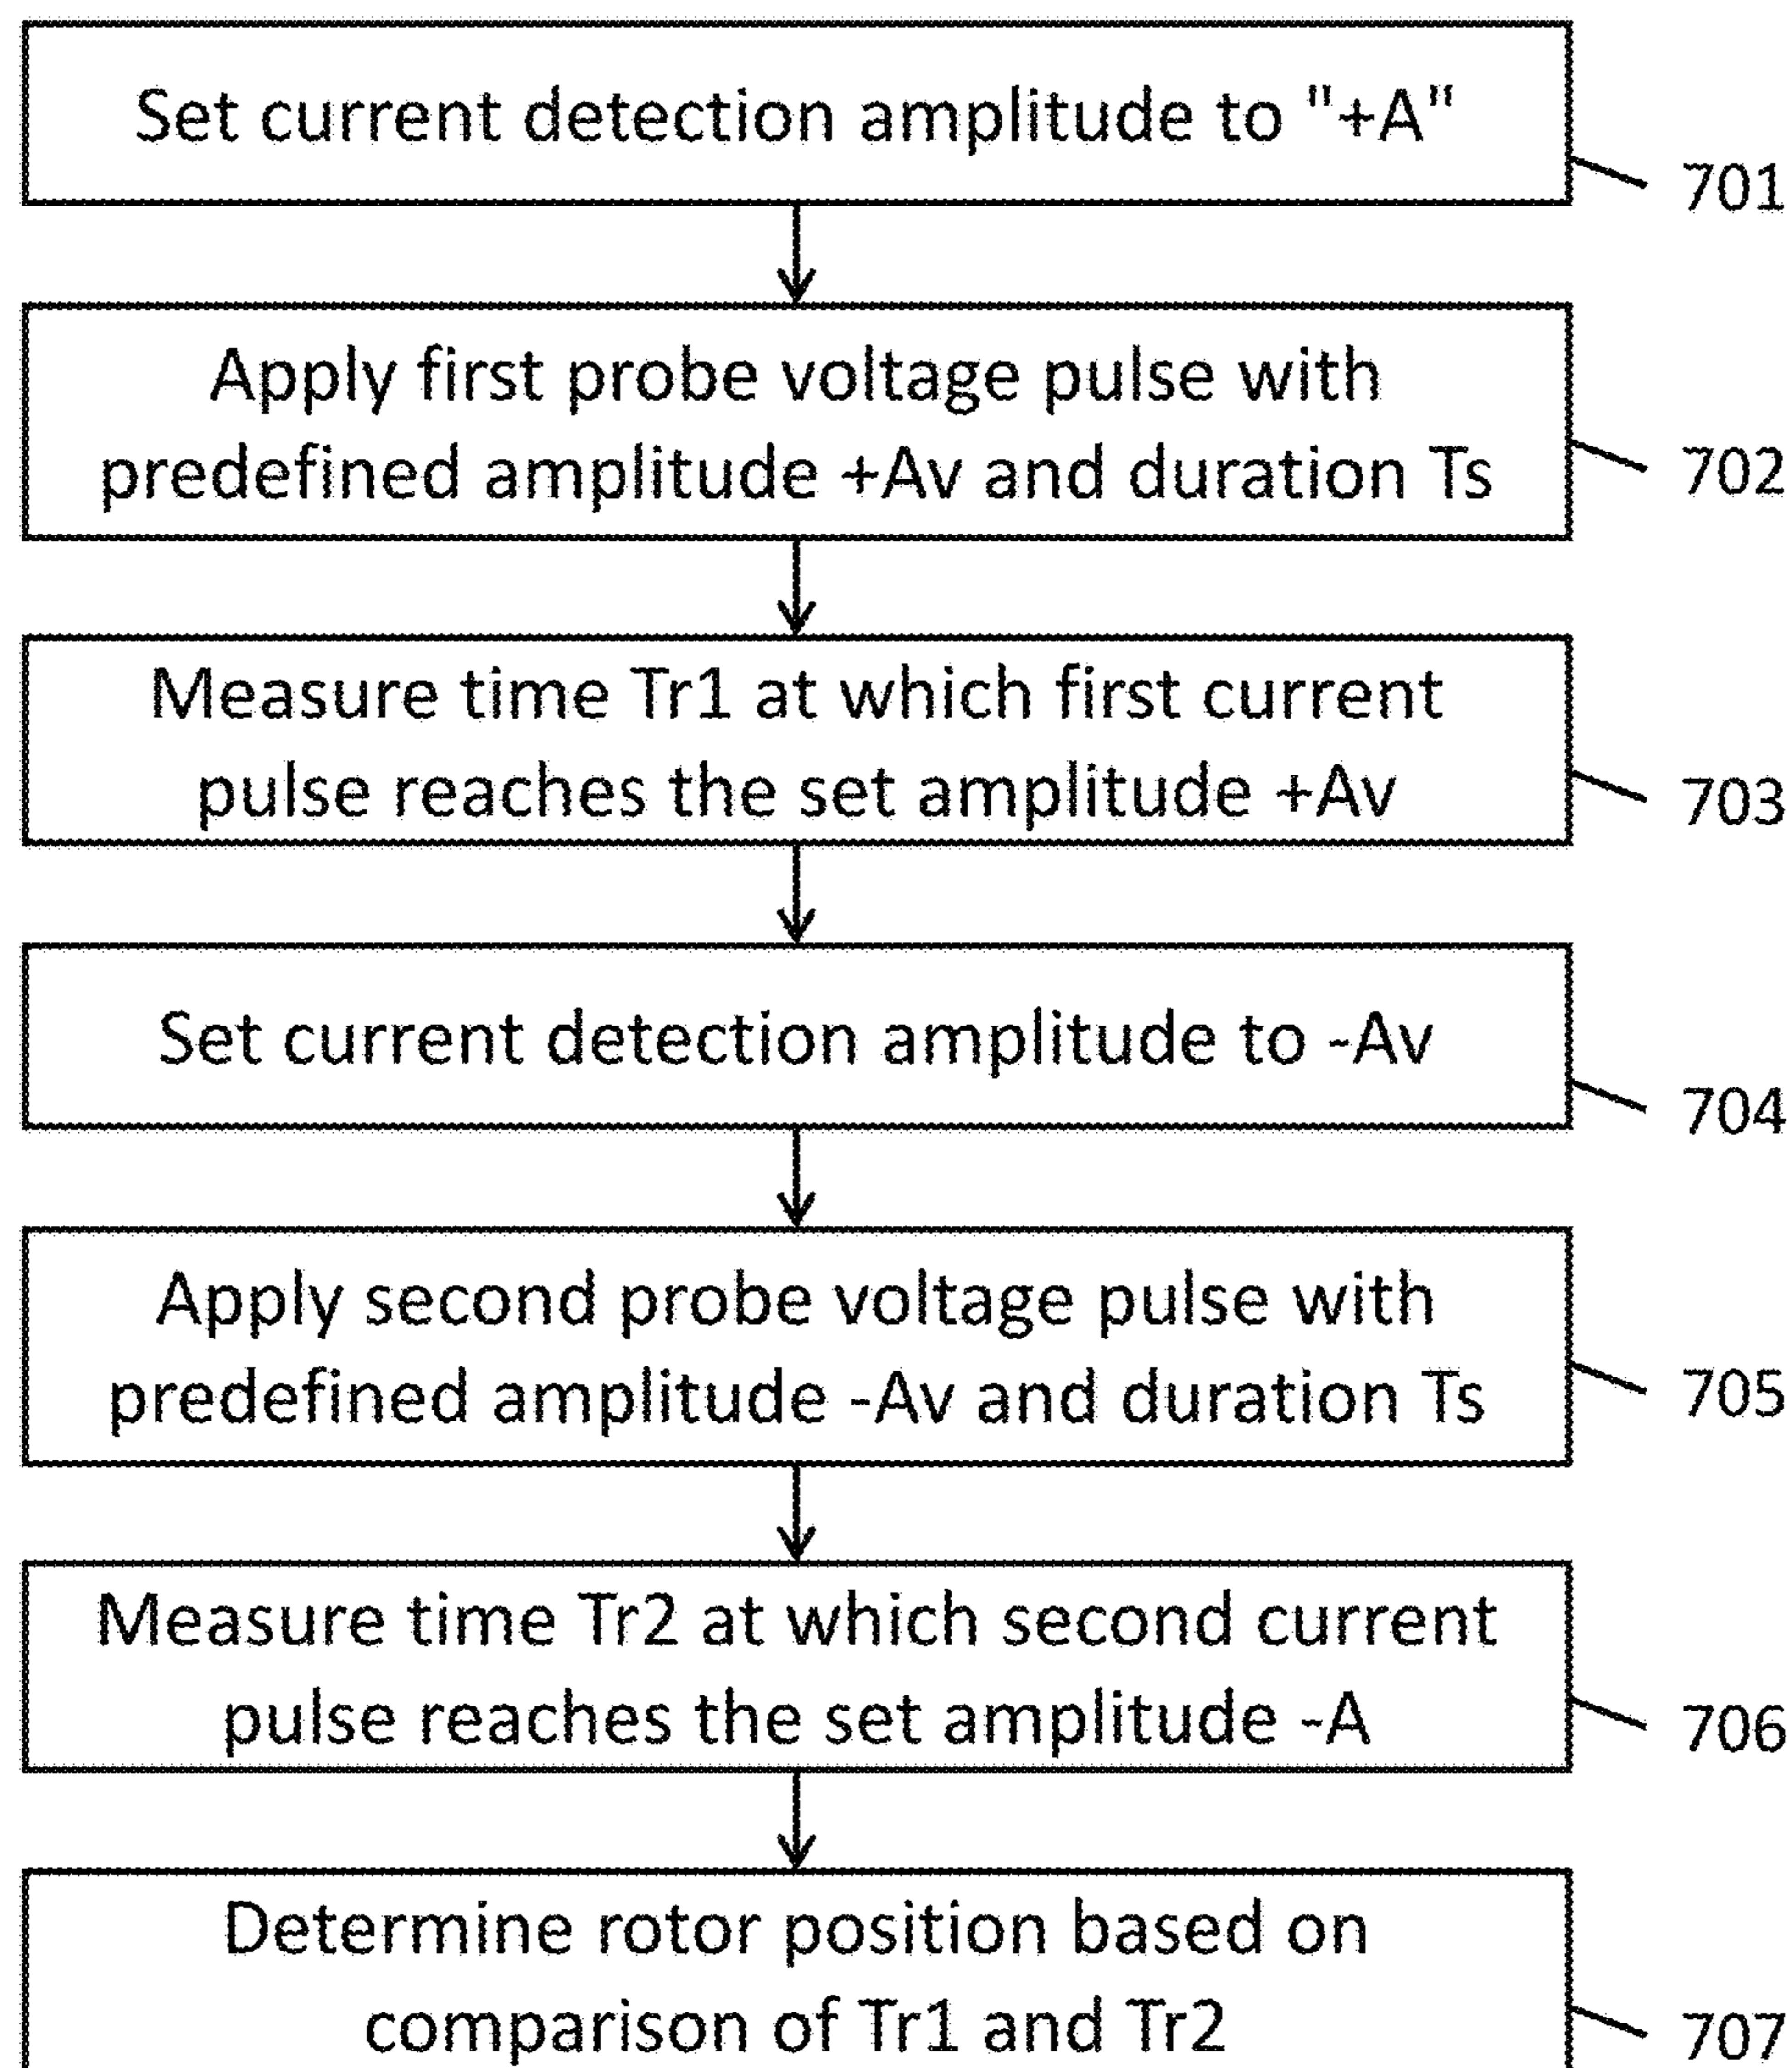 Set current detection amplitude to "+A"
701
Apply first probe voltage pulse with
predefined amplitude +Av and duration Ts
702
Measure time Tr1 at which first current
pulse reaches the set amplitude +Av
703
Set current detection amplitude to -Av
704
Apply second probe voltage pulse with
predefined amplitude -Av and duration Ts
705
Measure time Tr2 at which second current
pulse reaches the set amplitude -A
706
Determine rotor position based on
comparison of Tr1 and Tr2
707